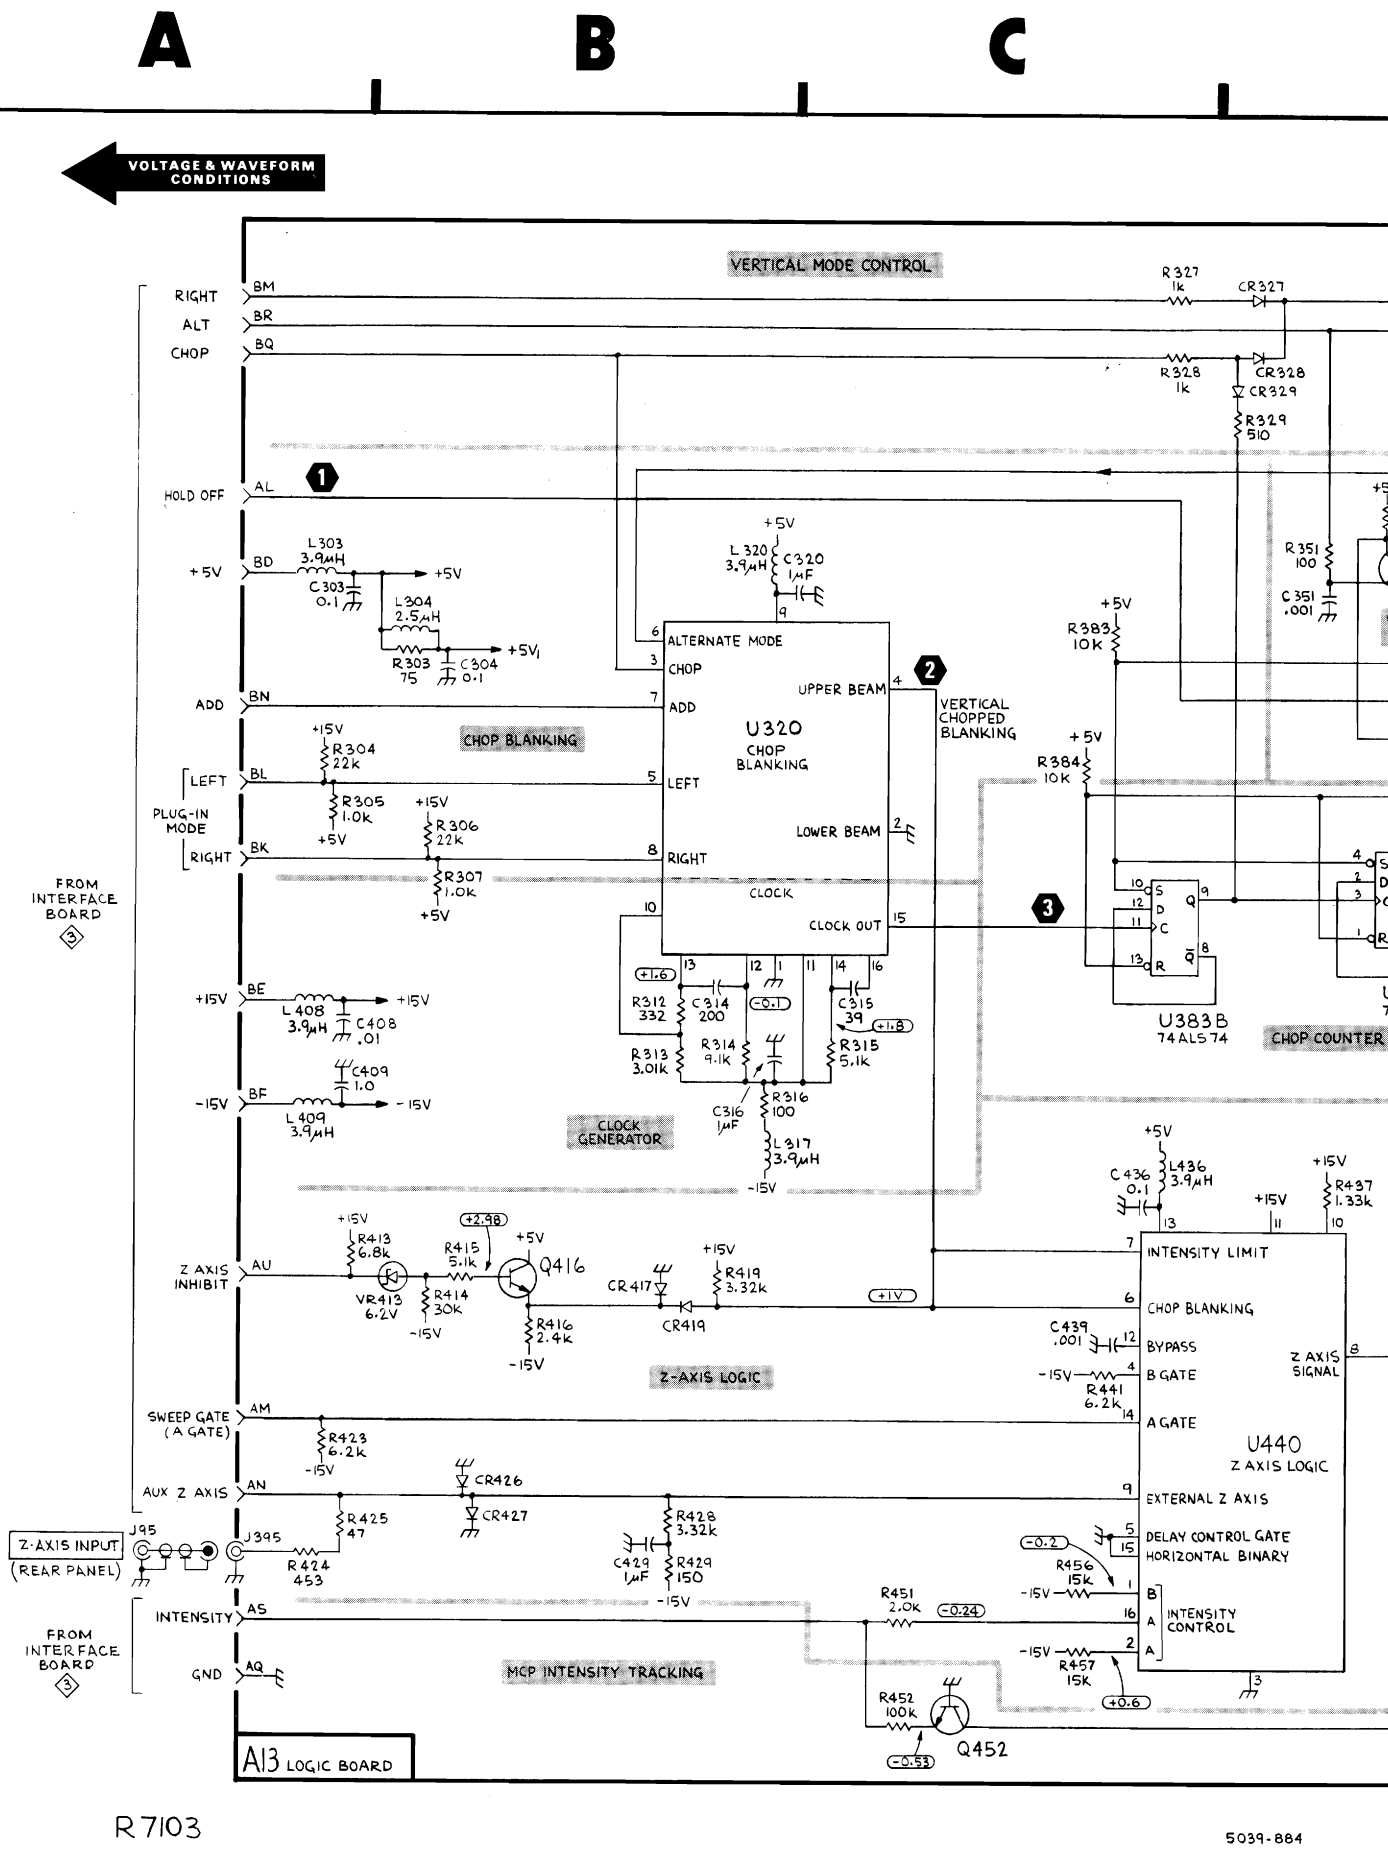 A B C
VOLTAGE & WAVEFORM
CONDITIONS
VERTICAL MODE CONTROL
RIGHT BM
R327
1k
CR327
ALT BR
CHOP BQ
R328
1k
CR328
CR329
R329
510
HOLD OFF AL
1
+5V BD
L303
3.9µH
C303
0.1
+5V
L304
2.5µH
R303
75
C304
0.1
+5V1
+5V
L320
3.9µH
C320
1µF
9
R351
100
C351
.001
+5V
R383
10K
6 ALTERNATE MODE
3 CHOP
7 ADD
UPPER BEAM 4
2
VERTICAL
CHOPPED
BLANKING
U320
CHOP
BLANKING
ADD BN
CHOP BLANKING
+15V
R304
22k
LEFT BL
5 LEFT
R305
1.0k
+5V
+15V
R306
22k
PLUG-IN
MODE
RIGHT BK
8 RIGHT
R307
1.0K
+5V
LOWER BEAM 2
+5V
R384
10K
CLOCK
10
CLOCK OUT 15
3
10 S
12 D
11 C
13 R
Q 9
Q 8
U383B
74ALS74
4 S
2 D
3
1 R
CHOP COUNTER
FROM
INTERFACE
BOARD
3
13 12 1 11 14 16
+1.6
R312
332
C314
200
-0.1
C315
39
+1.8
R313
3.01K
R314
9.1K
R315
5.1K
C316
1µF
R316
100
L317
3.9µH
-15V
+15V BE
L408
3.9µH
C408
.01
+15V
C409
1.0
-15V BF
L409
3.9µH
-15V
CLOCK
GENERATOR
+5V
C436
0.1
L436
3.9µH
+15V
+15V
R437
1.33k
13 11 10
7 INTENSITY LIMIT
+15V
R413
6.8k
+2.98
R415
5.1k
+5V
Q416
Z AXIS
INHIBIT
AU
VR413
6.2V
R414
30K
-15V
R416
2.4K
-15V
CR417
CR419
+15V
R419
3.32K
+1V
6 CHOP BLANKING
C439
.001
12 BYPASS
-15V
R441
6.2K
4 B GATE
Z AXIS
SIGNAL
8
Z-AXIS LOGIC
SWEEP GATE
(A GATE)
AM
R423
6.2K
-15V
14 A GATE
U440
Z AXIS LOGIC
AUX Z AXIS AN
CR426
CR427
R425
47
R428
3.32K
C429
1µF
R429
150
-15V
9 EXTERNAL Z AXIS
5 DELAY CONTROL GATE
15 HORIZONTAL BINARY
Z-AXIS INPUT
(REAR PANEL)
J95
J395
R424
453
-0.2
R456
15K
-15V
1 B
16 A
2 A
INTENSITY
CONTROL
INTENSITY AS
R451
2.0K
-0.24
-15V
R457
15K
+0.6
3
FROM
INTERFACE
BOARD
3
GND AQ
MCP INTENSITY TRACKING
R452
100K
-0.53
Q452
A13 LOGIC BOARD
R7103
5039-884